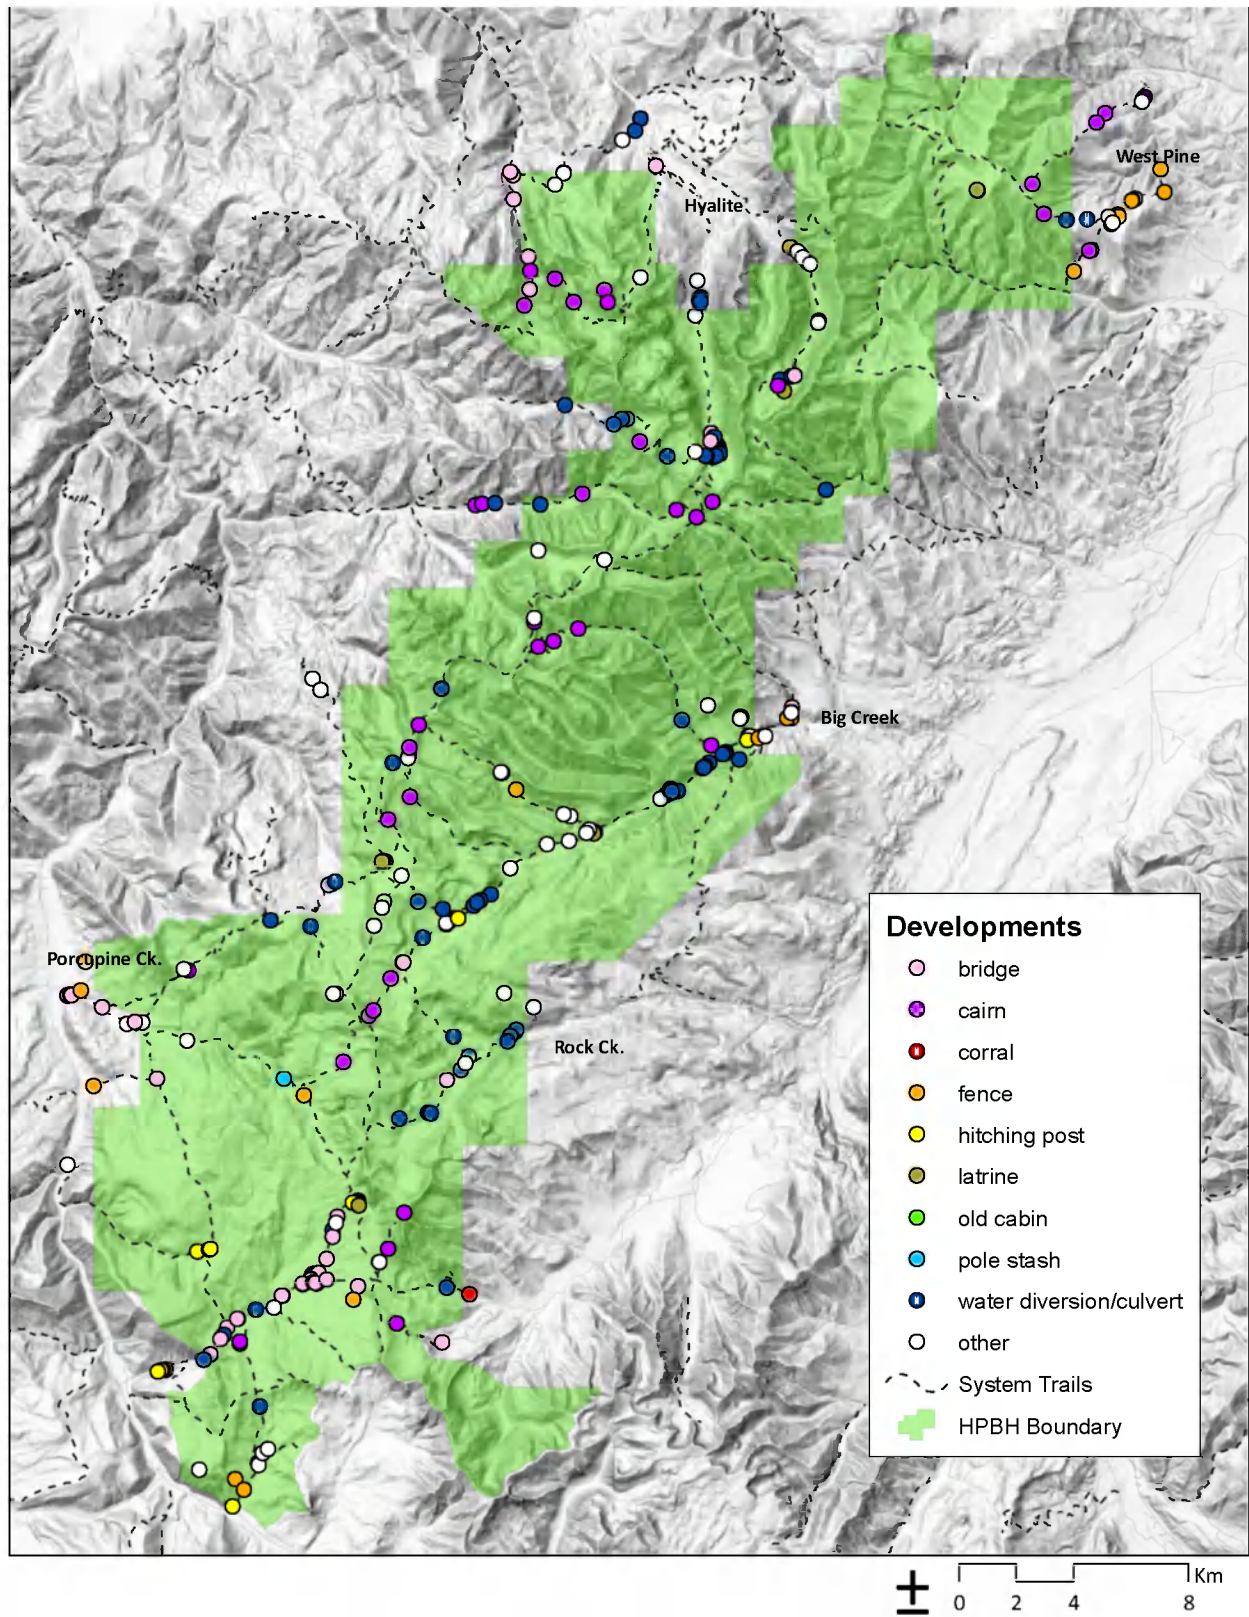 West Pine
Hyalite
Big Creek
Porcupine Ck.
Rock Ck.
Developments
bridge
cairn
corral
fence
hitching post
latrine
old cabin
pole stash
water diversion/culvert
other
System Trails
HPBH Boundary
Km
0 2 4 8